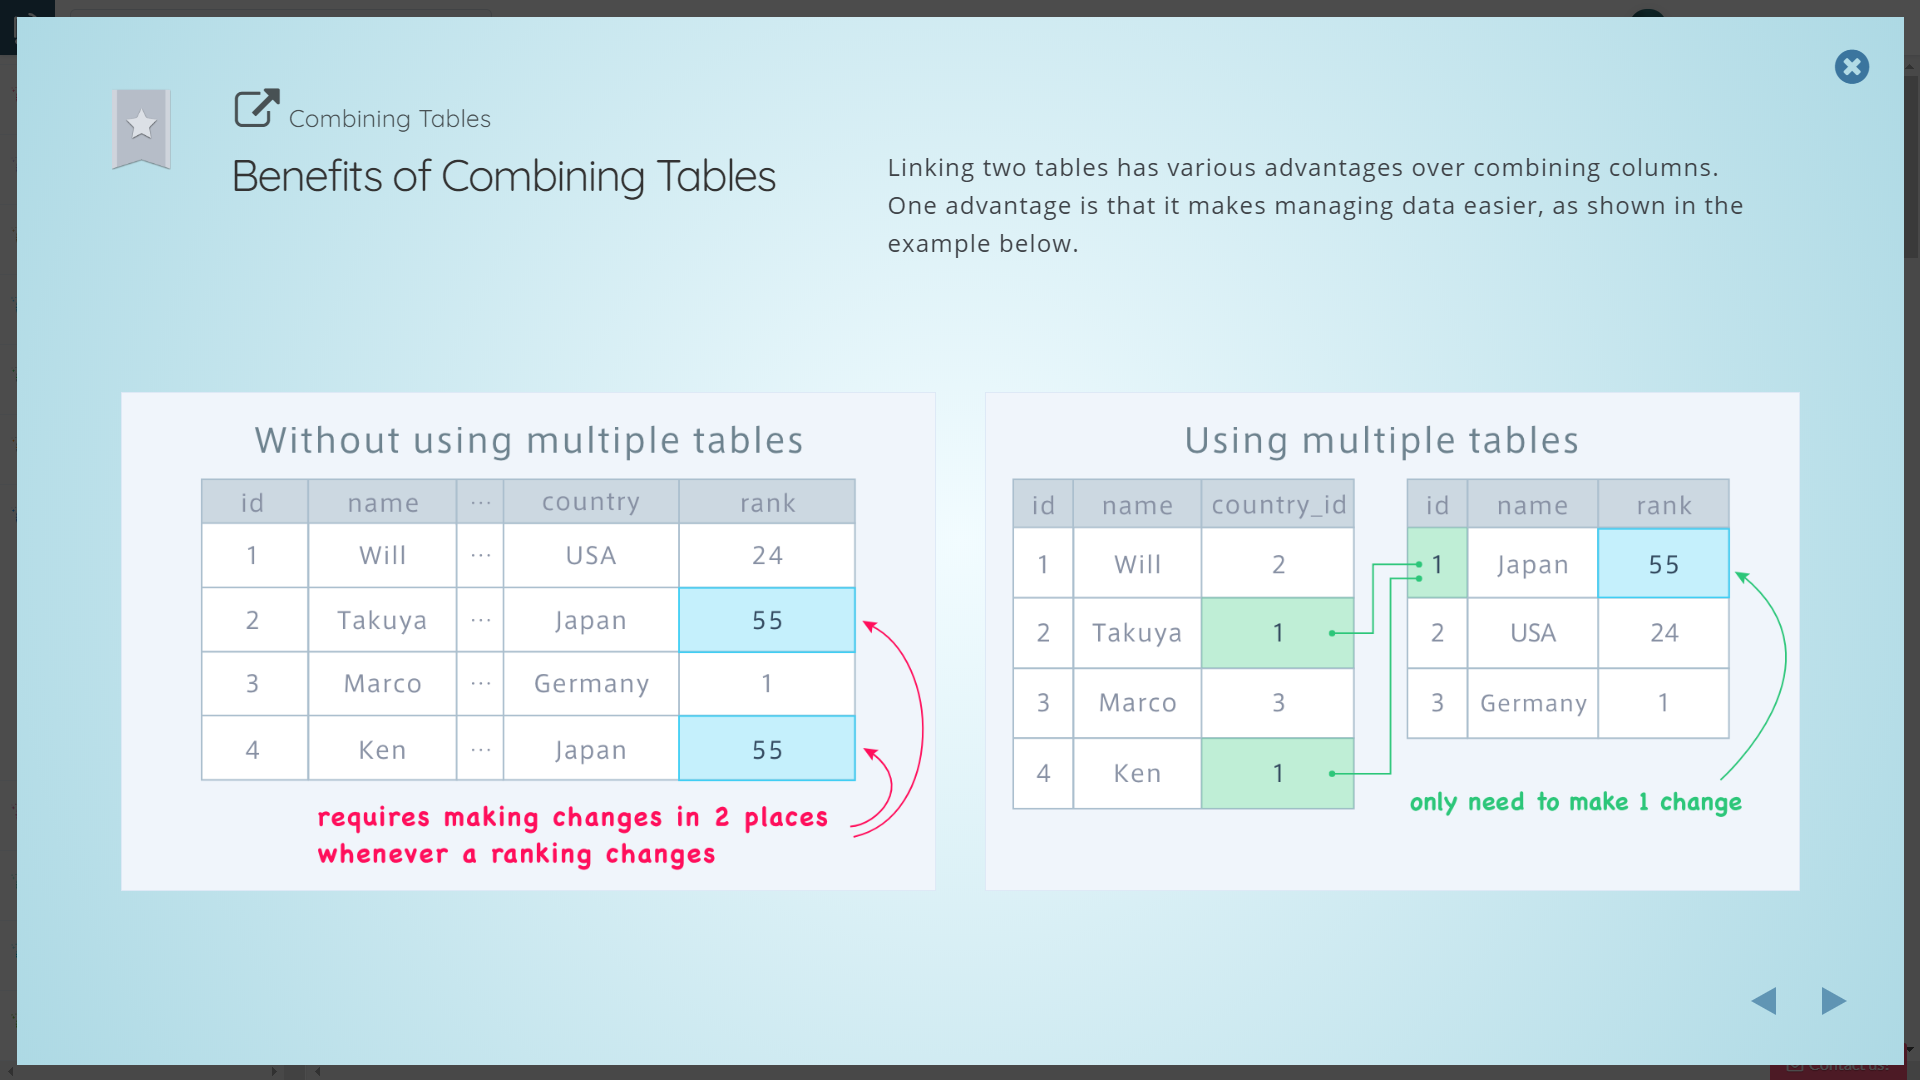 Combining Tables
Benefits of Combining Tables
Linking two tables has various advantages over combining columns.
One advantage is that it makes managing data easier, as shown in the
example below.
Without using multiple tables
id name ... country rank
1 Will ... USA 24
2 Takuya ... Japan 55
3 Marco ... Germany 1
4 Ken ... Japan 55
requires making changes in 2 places
whenever a ranking changes
Using multiple tables
id name country_id
1 Will 2
2 Takuya 1
3 Marco 3
4 Ken 1
id name rank
1 Japan 55
2 USA 24
3 Germany 1
only need to make 1 change
Contact us!